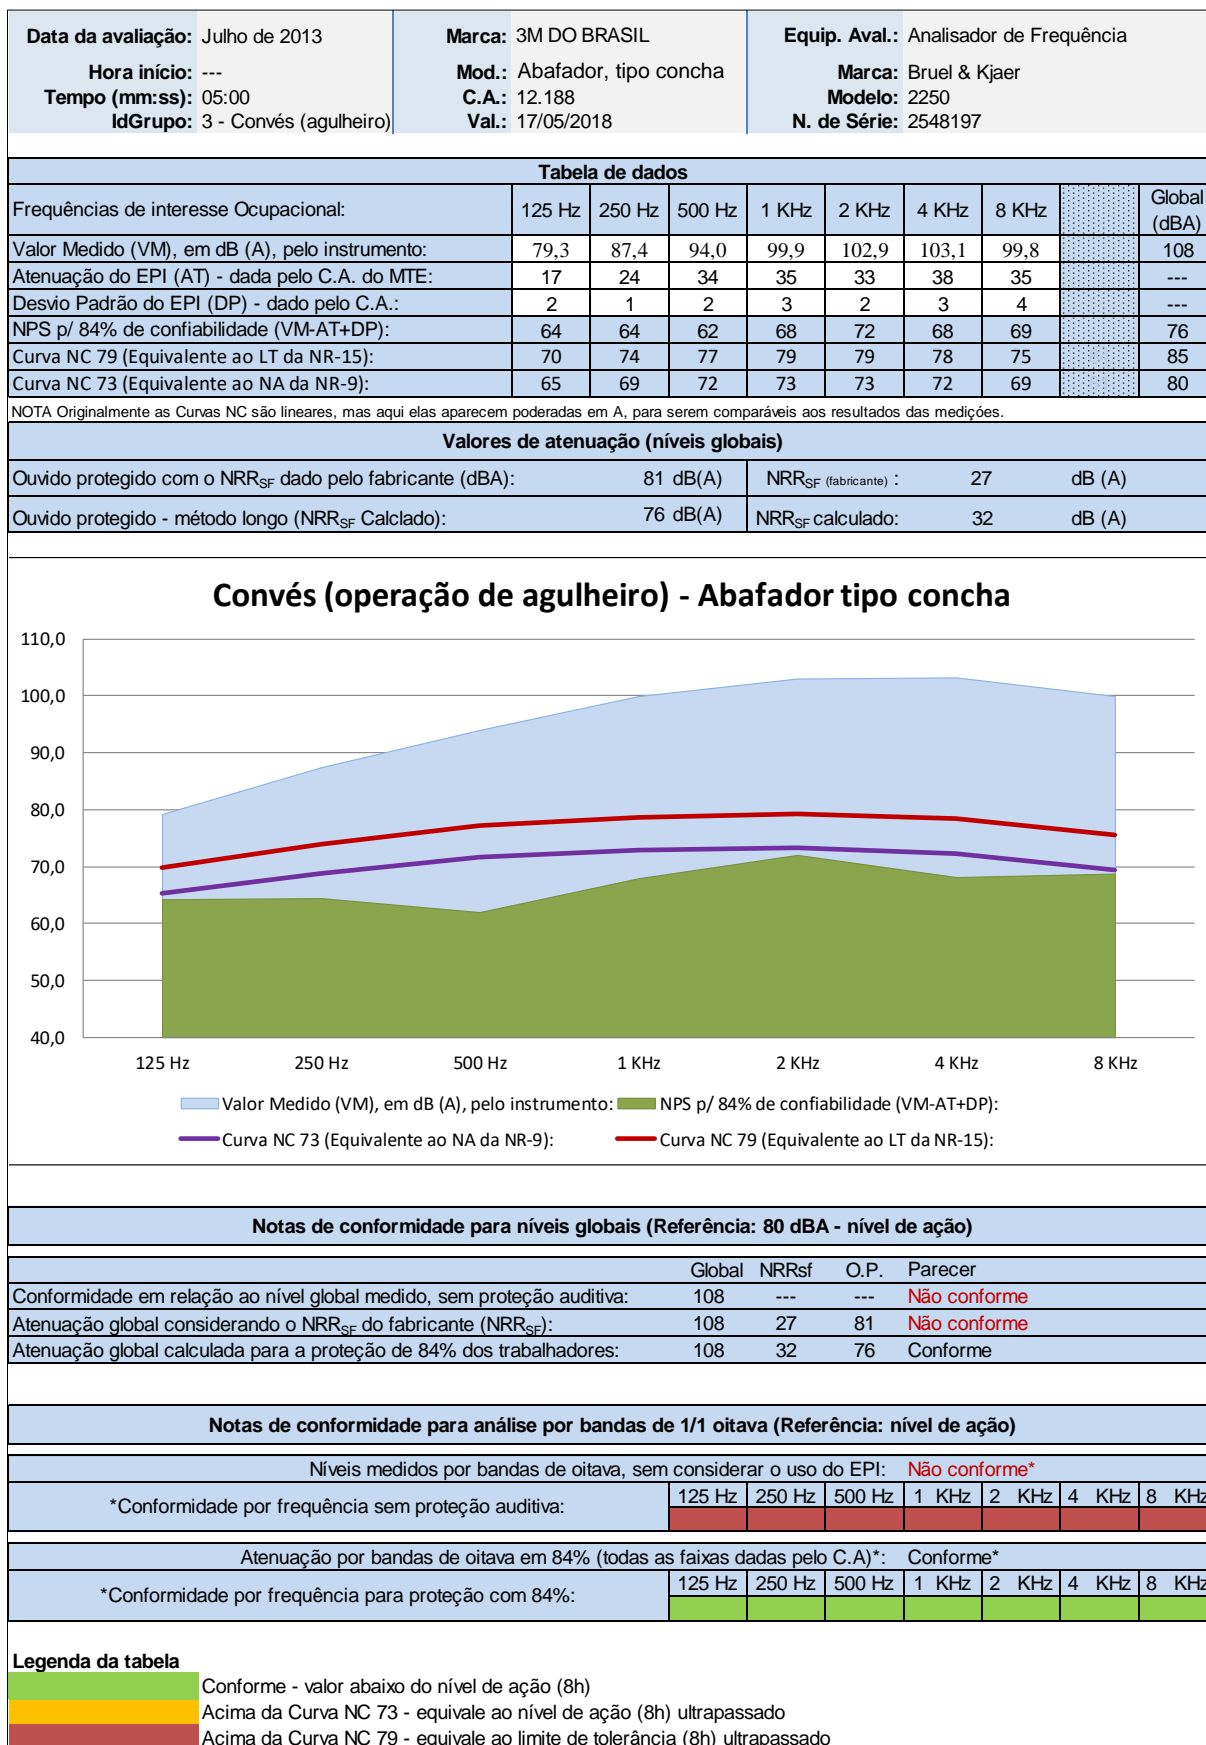 Data da avaliação: Julho de 2013 Marca: 3M DO BRASIL Equip. Aval.: Analisador de Frequência
Hora início: --- Mod.: Abafador, tipo concha Marca: Bruel & Kjaer
Tempo (mm:ss): 05:00 C.A.: 12.188 Modelo: 2250
IdGrupo: 3 - Convés (agulheiro) Val.: 17/05/2018 N. de Série: 2548197
Tabela de dados
Frequências de interesse Ocupacional: 125 Hz 250 Hz 500 Hz 1 KHz 2 KHz 4 KHz 8 KHz Global (dBA)
Valor Medido (VM), em dB (A), pelo instrumento: 79,3 87,4 94,0 99,9 102,9 103,1 99,8 108
Atenuação do EPI (AT) - dada pelo C.A. do MTE: 17 24 34 35 33 38 35 ---
Desvio Padrão do EPI (DP) - dado pelo C.A.: 2 1 2 3 2 3 4 ---
NPS p/ 84% de confiabilidade (VM-AT+DP): 64 64 62 68 72 68 69 76
Curva NC 79 (Equivalente ao LT da NR-15): 70 74 77 79 79 78 75 85
Curva NC 73 (Equivalente ao NA da NR-9): 65 69 72 73 73 72 69 80
NOTA Originalmente as Curvas NC são lineares, mas aqui elas aparecem poderadas em A, para serem comparáveis aos resultados das medições.
Valores de atenuação (níveis globais)
Ouvido protegido com o NRRSF dado pelo fabricante (dBA): 81 dB(A) NRRSF (fabricante) : 27 dB (A)
Ouvido protegido - método longo (NRRSF Calclado): 76 dB(A) NRRSF calculado: 32 dB (A)
Convés (operação de agulheiro) - Abafador tipo concha
110,0
100,0
90,0
80,0
70,0
60,0
50,0
40,0
125 Hz 250 Hz 500 Hz 1 KHz 2 KHz 4 KHz 8 KHz
Valor Medido (VM), em dB (A), pelo instrumento: NPS p/ 84% de confiabilidade (VM-AT+DP):
Curva NC 73 (Equivalente ao NA da NR-9): Curva NC 79 (Equivalente ao LT da NR-15):
Notas de conformidade para níveis globais (Referência: 80 dBA - nível de ação)
Global NRRsf O.P. Parecer
Conformidade em relação ao nível global medido, sem proteção auditiva: 108 --- --- Não conforme
Atenuação global considerando o NRRSF do fabricante (NRRSF): 108 27 81 Não conforme
Atenuação global calculada para a proteção de 84% dos trabalhadores: 108 32 76 Conforme
Notas de conformidade para análise por bandas de 1/1 oitava (Referência: nível de ação)
Níveis medidos por bandas de oitava, sem considerar o uso do EPI: Não conforme*
*Conformidade por frequência sem proteção auditiva: 125 Hz 250 Hz 500 Hz 1 KHz 2 KHz 4 KHz 8 KHz
Atenuação por bandas de oitava em 84% (todas as faixas dadas pelo C.A)*: Conforme*
*Conformidade por frequência para proteção com 84%: 125 Hz 250 Hz 500 Hz 1 KHz 2 KHz 4 KHz 8 KHz
Legenda da tabela
Conforme - valor abaixo do nível de ação (8h)
Acima da Curva NC 73 - equivale ao nível de ação (8h) ultrapassado
Acima da Curva NC 79 - equivale ao limite de tolerância (8h) ultrapassado